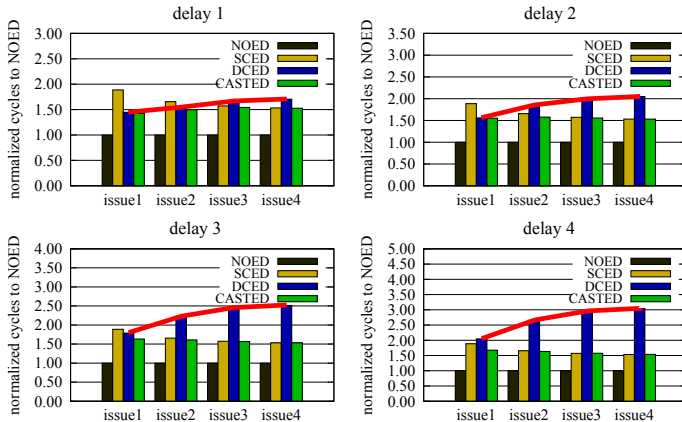 delay 1
normalized cycles to NOED
3.00
2.50
2.00
1.50
1.00
0.50
0.00
NOED
SCED
DCED
CASTED
issue1 issue2 issue3 issue4
delay 2
normalized cycles to NOED
3.50
3.00
2.50
2.00
1.50
1.00
0.50
0.00
NOED
SCED
DCED
CASTED
issue1 issue2 issue3 issue4
delay 3
normalized cycles to NOED
4.00
3.50
3.00
2.50
2.00
1.50
1.00
0.50
0.00
NOED
SCED
DCED
CASTED
issue1 issue2 issue3 issue4
delay 4
normalized cycles to NOED
5.00
4.50
4.00
3.50
3.00
2.50
2.00
1.50
1.00
0.50
0.00
NOED
SCED
DCED
CASTED
issue1 issue2 issue3 issue4